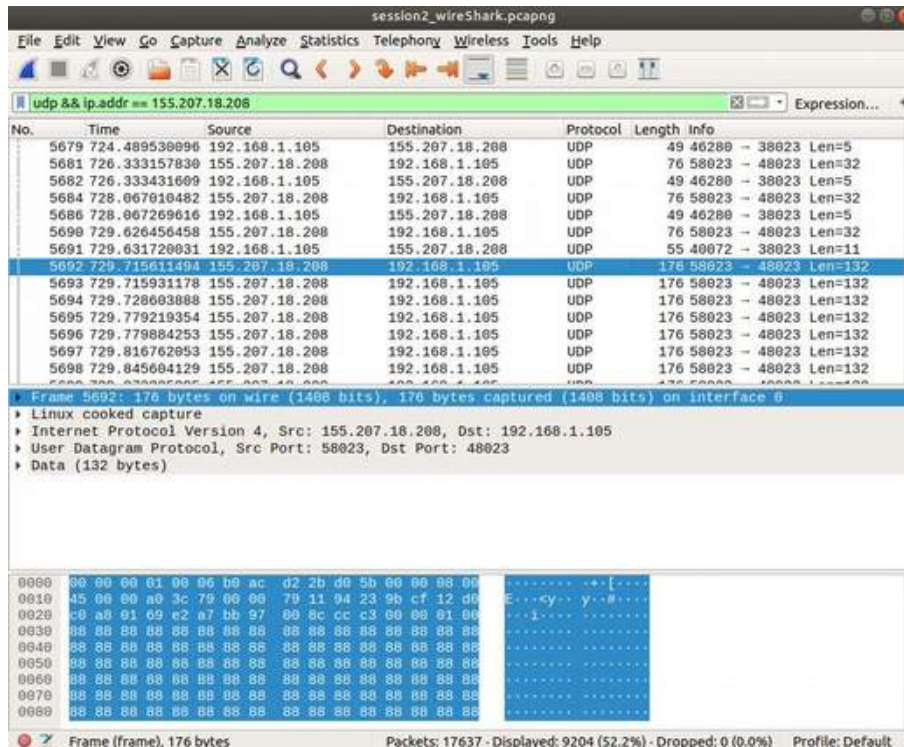 session2_wireShark.pcapng
File Edit View Go Capture Analyze Statistics Telephony Wireless Tools Help
udp && ip.addr == 155.207.18.208 Expression...
No. Time Source Destination Protocol Length Info
5679 724.489530096 192.168.1.105 155.207.18.208 UDP 49 46280 → 38023 Len=5
5681 726.333157830 155.207.18.208 192.168.1.105 UDP 76 58023 → 48023 Len=32
5682 726.333431609 192.168.1.105 155.207.18.208 UDP 49 46280 → 38023 Len=5
5684 728.067010482 155.207.18.208 192.168.1.105 UDP 76 58023 → 48023 Len=32
5686 728.067269616 192.168.1.105 155.207.18.208 UDP 49 46280 → 38023 Len=5
5690 729.626456458 155.207.18.208 192.168.1.105 UDP 76 58023 → 48023 Len=32
5691 729.631720031 192.168.1.105 155.207.18.208 UDP 55 40072 → 38023 Len=11
5692 729.715611494 155.207.18.208 192.168.1.105 UDP 176 58023 → 48023 Len=132
5693 729.715931178 155.207.18.208 192.168.1.105 UDP 176 58023 → 48023 Len=132
5694 729.728603888 155.207.18.208 192.168.1.105 UDP 176 58023 → 48023 Len=132
5695 729.779219354 155.207.18.208 192.168.1.105 UDP 176 58023 → 48023 Len=132
5696 729.779884253 155.207.18.208 192.168.1.105 UDP 176 58023 → 48023 Len=132
5697 729.816762053 155.207.18.208 192.168.1.105 UDP 176 58023 → 48023 Len=132
5698 729.845604129 155.207.18.208 192.168.1.105 UDP 176 58023 → 48023 Len=132
Frame 5692: 176 bytes on wire (1408 bits), 176 bytes captured (1408 bits) on interface 0
Linux cooked capture
Internet Protocol Version 4, Src: 155.207.18.208, Dst: 192.168.1.105
User Datagram Protocol, Src Port: 58023, Dst Port: 48023
Data (132 bytes)
0000 00 00 00 01 00 06 b0 ac d2 2b d0 5b 00 00 08 00 ········ ·+·[····
0010 45 00 00 a0 3c 79 00 00 79 11 94 23 9b cf 12 d0 E···<y·· y··#····
0020 c0 a8 01 69 e2 a7 bb 97 00 8c cc c3 00 00 01 00 ···i···· ········
0030 88 88 88 88 88 88 88 88 88 88 88 88 88 88 88 88 ········ ········
0040 88 88 88 88 88 88 88 88 88 88 88 88 88 88 88 88 ········ ········
0050 88 88 88 88 88 88 88 88 88 88 88 88 88 88 88 88 ········ ········
0060 88 88 88 88 88 88 88 88 88 88 88 88 88 88 88 88 ········ ········
0070 88 88 88 88 88 88 88 88 88 88 88 88 88 88 88 88 ········ ········
0080 88 88 88 88 88 88 88 88 88 88 88 88 88 88 88 88 ········ ········
Frame (frame), 176 bytes Packets: 17637 · Displayed: 9204 (52.2%) · Dropped: 0 (0.0%) Profile: Default